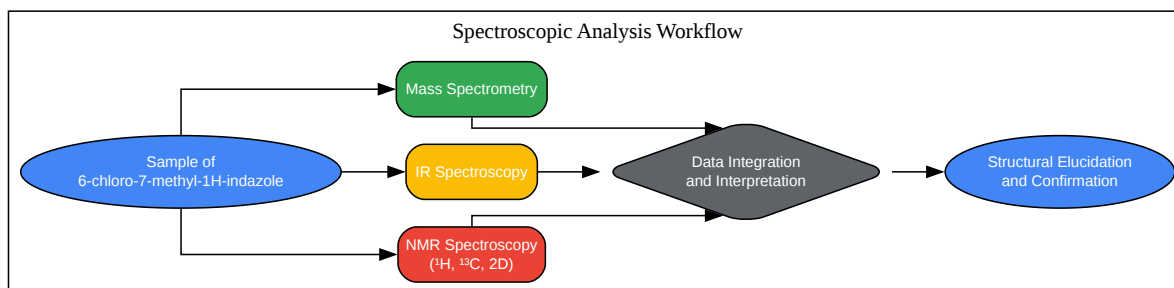 Spectroscopic Analysis Workflow
Mass Spectrometry
Sample of
6-chloro-7-methyl-1H-indazole
IR Spectroscopy
Data Integration
and Interpretation
Structural Elucidation
and Confirmation
NMR Spectroscopy
(¹H, ¹³C, 2D)